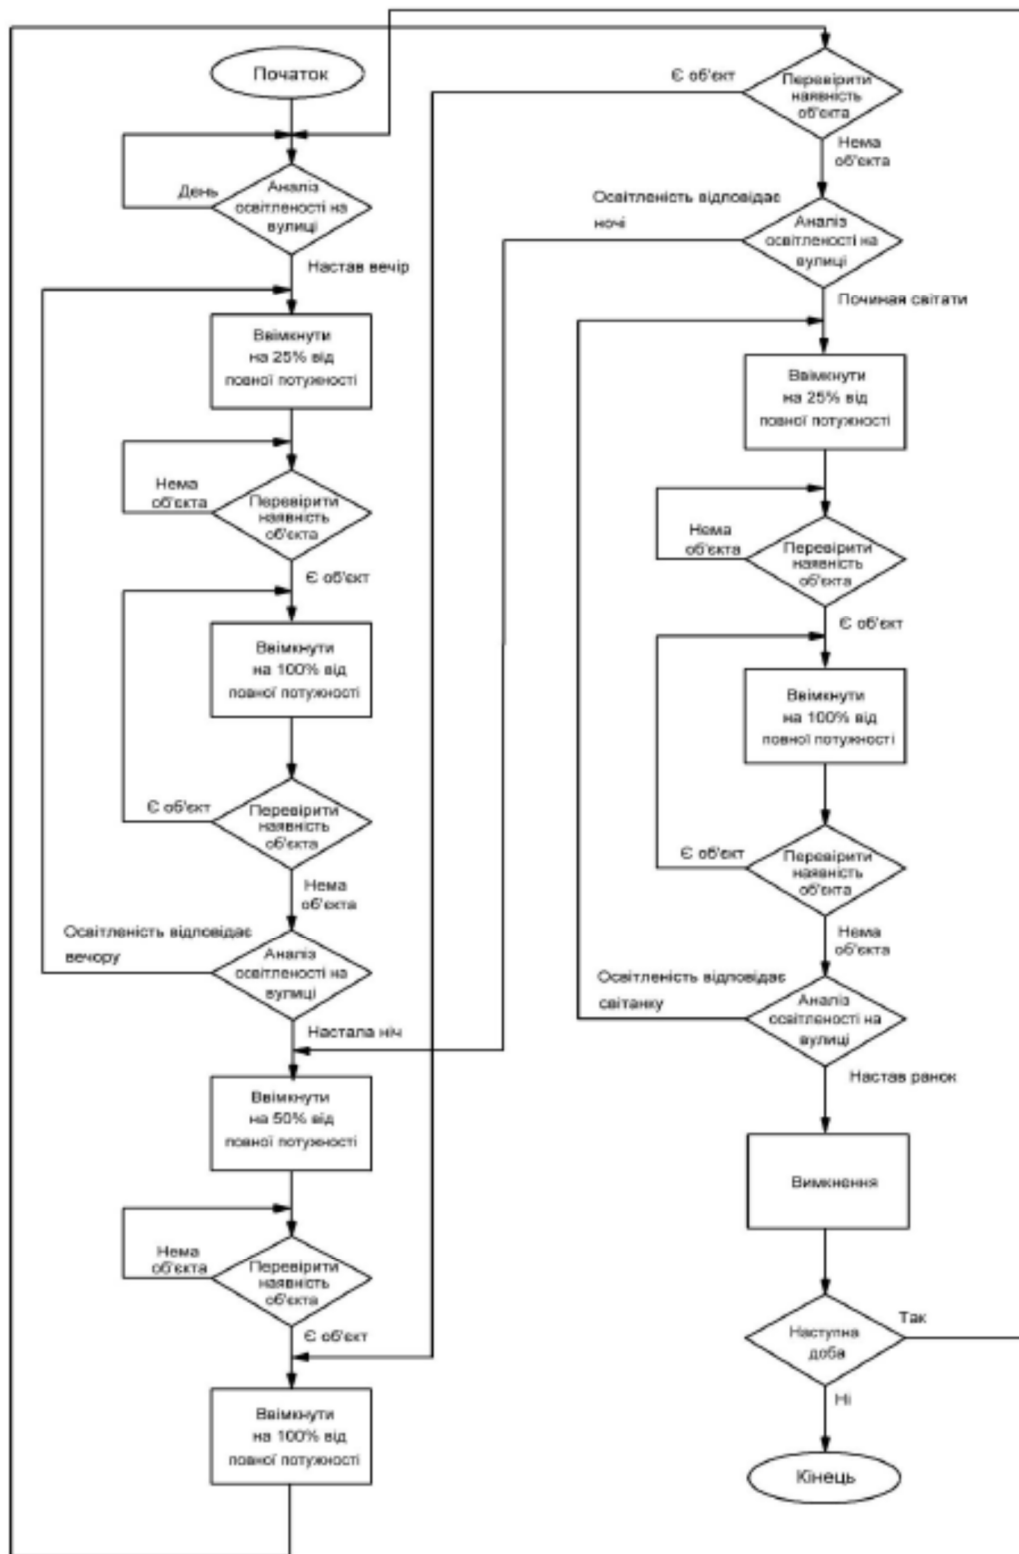 Початок
День
Аналіз
освітленості на
вулиці
Настав вечір
Ввімкнути
на 25% від
повної потужності
Нема
об'єкта
Перевірити
наявність
об'єкта
Є об'єкт
Ввімкнути
на 100% від
повної потужності
Є об'єкт
Перевірити
наявність
об'єкта
Нема
об'єкта
Освітленість відповідає
вечору
Аналіз
освітленості на
вулиці
Настала ніч
Ввімкнути
на 50% від
повної потужності
Нема
об'єкта
Перевірити
наявність
об'єкта
Є об'єкт
Ввімкнути
на 100% від
повної потужності
Є об'єкт
Перевірити
наявність
об'єкта
Нема
об'єкта
Освітленість відповідає
ночі
Аналіз
освітленості на
вулиці
Починая світати
Ввімкнути
на 25% від
повної потужності
Нема
об'єкта
Перевірити
наявність
об'єкта
Є об'єкт
Ввімкнути
на 100% від
повної потужності
Є об'єкт
Перевірити
наявність
об'єкта
Нема
об'єкта
Освітленість відповідає
світанку
Аналіз
освітленості на
вулиці
Настав ранок
Вимкнення
Наступна
доба
Так
Ні
Кінець